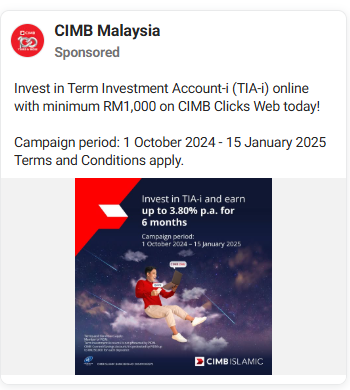 CIMB
100
CIMB Malaysia
Sponsored
Invest in Term Investment Account-i (TIA-i) online
with minimum RM1,000 on CIMB Clicks Web today!
Campaign period: 1 October 2024 - 15 January 2025
Terms and Conditions apply.
Invest in TIA-i and earn
up to 3.80% p.a. for
6 months
Campaign period:
1 October 2024 – 15 January 2025
CIMB ISLAMIC